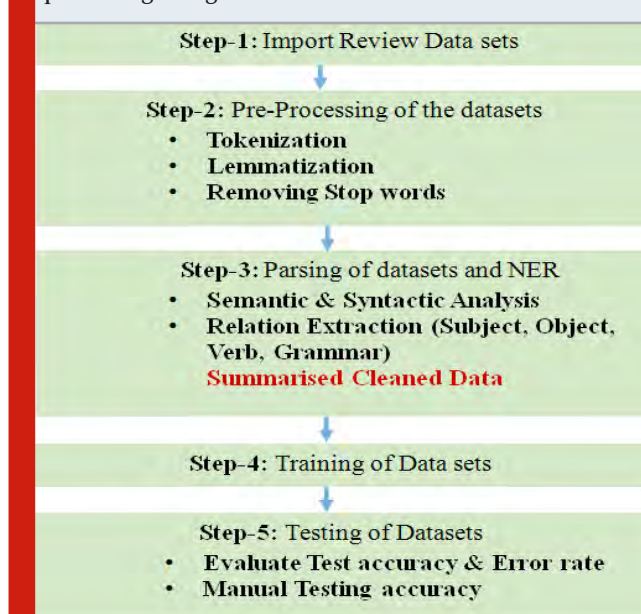 Step-1: Import Review Data sets
Step-2: Pre-Processing of the datasets
• Tokenization
• Lemmatization
• Removing Stop words
Step-3: Parsing of datasets and NER
• Semantic & Syntactic Analysis
• Relation Extraction (Subject, Object,
Verb, Grammar)
Summarised Cleaned Data
Step-4: Training of Data sets
Step-5: Testing of Datasets
• Evaluate Test accuracy & Error rate
• Manual Testing accuracy